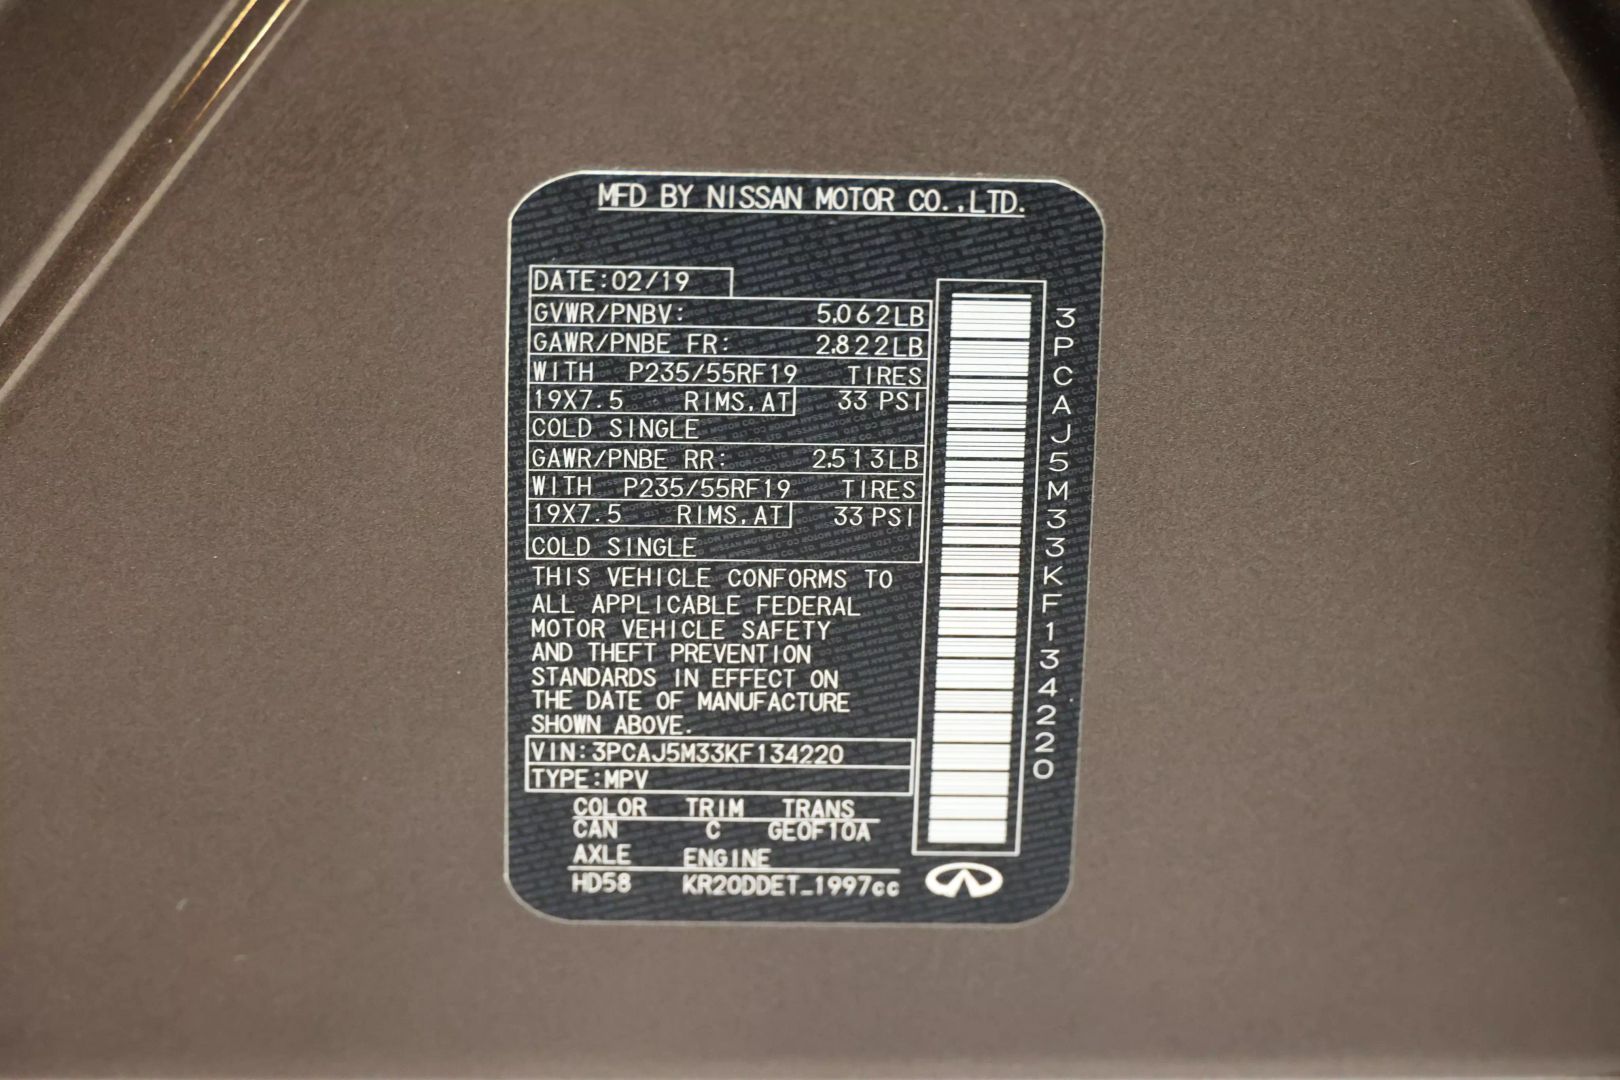 MFD BY NISSAN MOTOR CO.,LTD.
DATE:02/19
GVWR/PNBV: 5,062LB
GAWR/PNBE FR: 2,822LB
WITH P235/55RF19 TIRES
19X7.5 RIMS,AT 33 PSI
COLD SINGLE
GAWR/PNBE RR: 2,513LB
WITH P235/55RF19 TIRES
19X7.5 RIMS,AT 33 PSI
COLD SINGLE
THIS VEHICLE CONFORMS TO
ALL APPLICABLE FEDERAL
MOTOR VEHICLE SAFETY
AND THEFT PREVENTION
STANDARDS IN EFFECT ON
THE DATE OF MANUFACTURE
SHOWN ABOVE.
VIN:3PCAJ5M33KF134220
TYPE:MPV
COLOR TRIM TRANS
CAN C GE0F10A
AXLE ENGINE
HD58 KR20DDET_1997cc
3PCAJ5M33KF134220